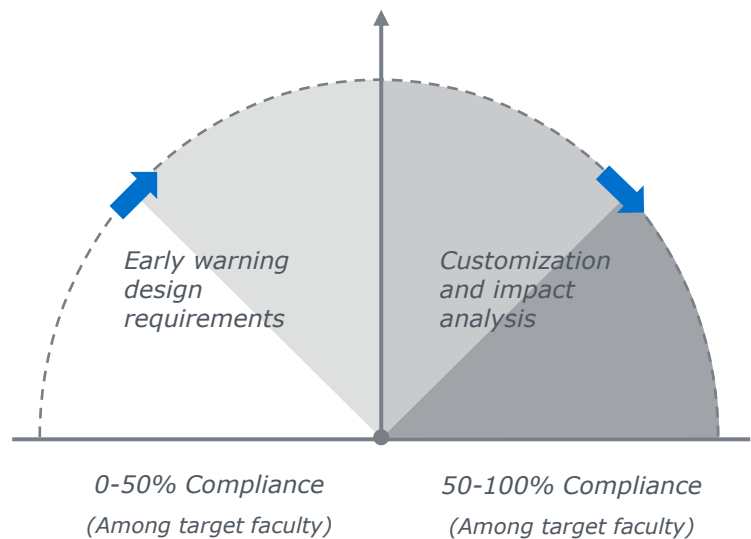 Early warning
design
requirements
Customization
and impact
analysis
0-50% Compliance
(Among target faculty)
50-100% Compliance
(Among target faculty)